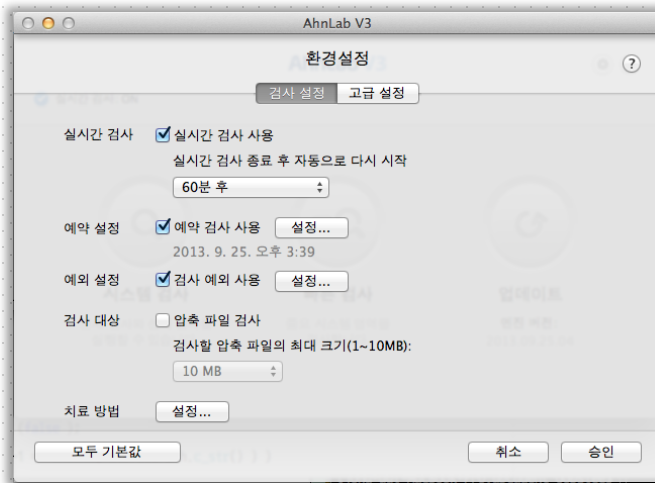 AhnLab V3
환경설정
?
검사 설정 고급 설정
실시간 검사 실시간 검사 사용
실시간 검사 종료 후 자동으로 다시 시작
60분 후
예약 설정 예약 검사 사용 설정...
2013. 9. 25. 오후 3:39
예외 설정 검사 예외 사용 설정...
검사 대상 압축 파일 검사
검사할 압축 파일의 최대 크기(1~10MB):
10 MB
치료 방법 설정...
모두 기본값 취소 승인